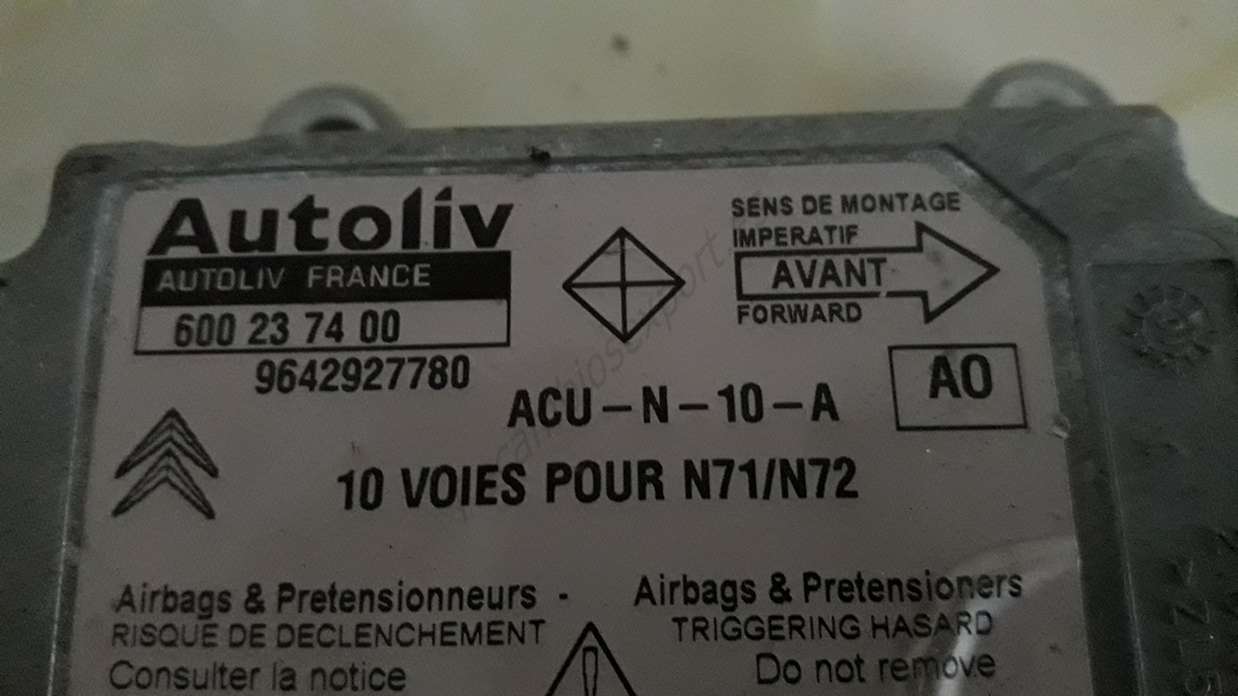 Autoliv
AUTOLIV FRANCE
600 23 74 00
9642927780
SENS DE MONTAGE
IMPERATIF
AVANT
FORWARD
ACU-N-10-A
AO
10 VOIES POUR N71/N72
Airbags & Pretensionneurs -
RISQUE DE DECLENCHEMENT
Consulter la notice
Airbags & Pretensioners
TRIGGERING HASARD
Do not remove